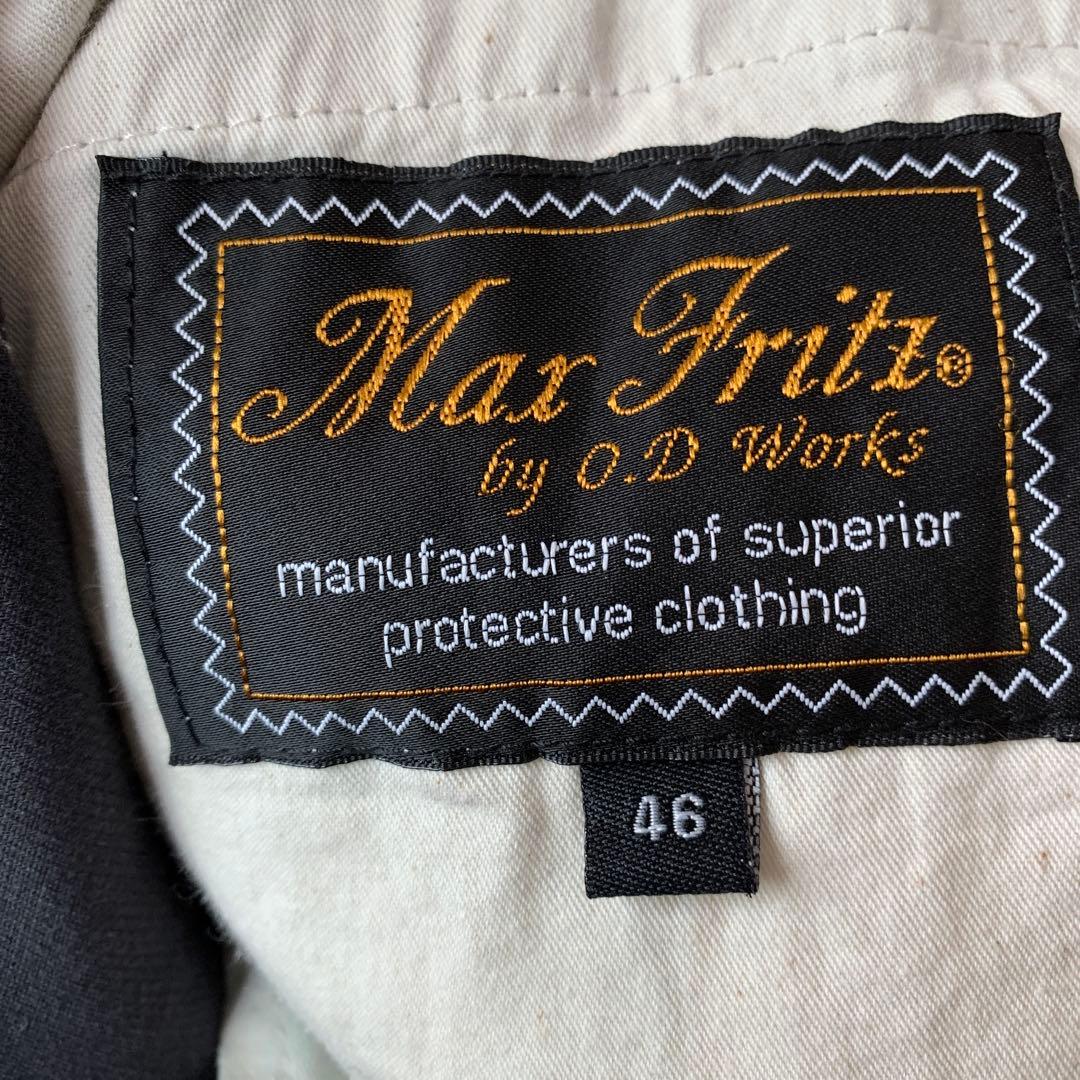 Max Fritz®
by O.D Works
manufacturers of superior
protective clothing
46